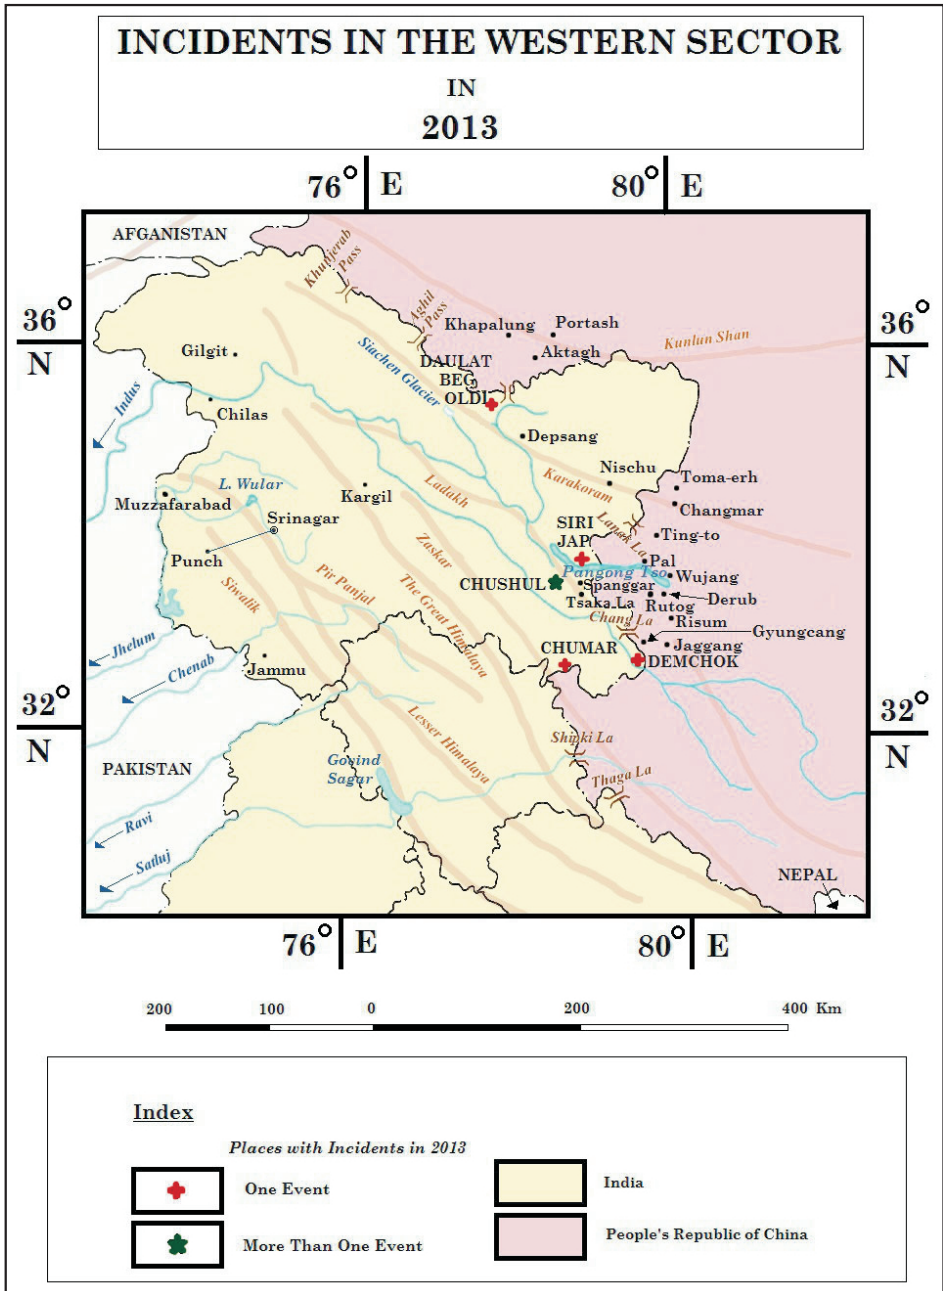 INCIDENTS IN THE WESTERN SECTOR
IN
2013
76° E
80° E
36°
N
36°
N
32°
N
32°
N
AFGANISTAN
Khunjerab
Pass
Aghil
Pass
Khapalung
Portash
Aktagh
Kunlun Shan
Gilgit
Siachen Glacier
DAULAT
BEG
OLDI
Indus
Chilas
Depsang
Nischu
Toma-erh
Karakoram
Changmar
L. Wular
Kargil
Ladakh
Muzzafarabad
Srinagar
SIRI
JAP
Lanak La
Ting-to
Punch
Zaskar
Pal
Pangong Tso
Wujang
CHUSHUL
Spanggar
Derub
Siwalik
Pir Panjal
The Great Himalaya
Tsaka La
Rutog
Chang La
Risum
Gyungcang
Jhelum
Jammu
CHUMAR
Jaggang
DEMCHOK
Chenab
Lesser Himalaya
Shipki La
PAKISTAN
Govind
Sagar
Thaga La
Ravi
Satluj
NEPAL
76° E
80° E
200 100 0 200 400 Km
Index
Places with Incidents in 2013
One Event
India
More Than One Event
People's Republic of China